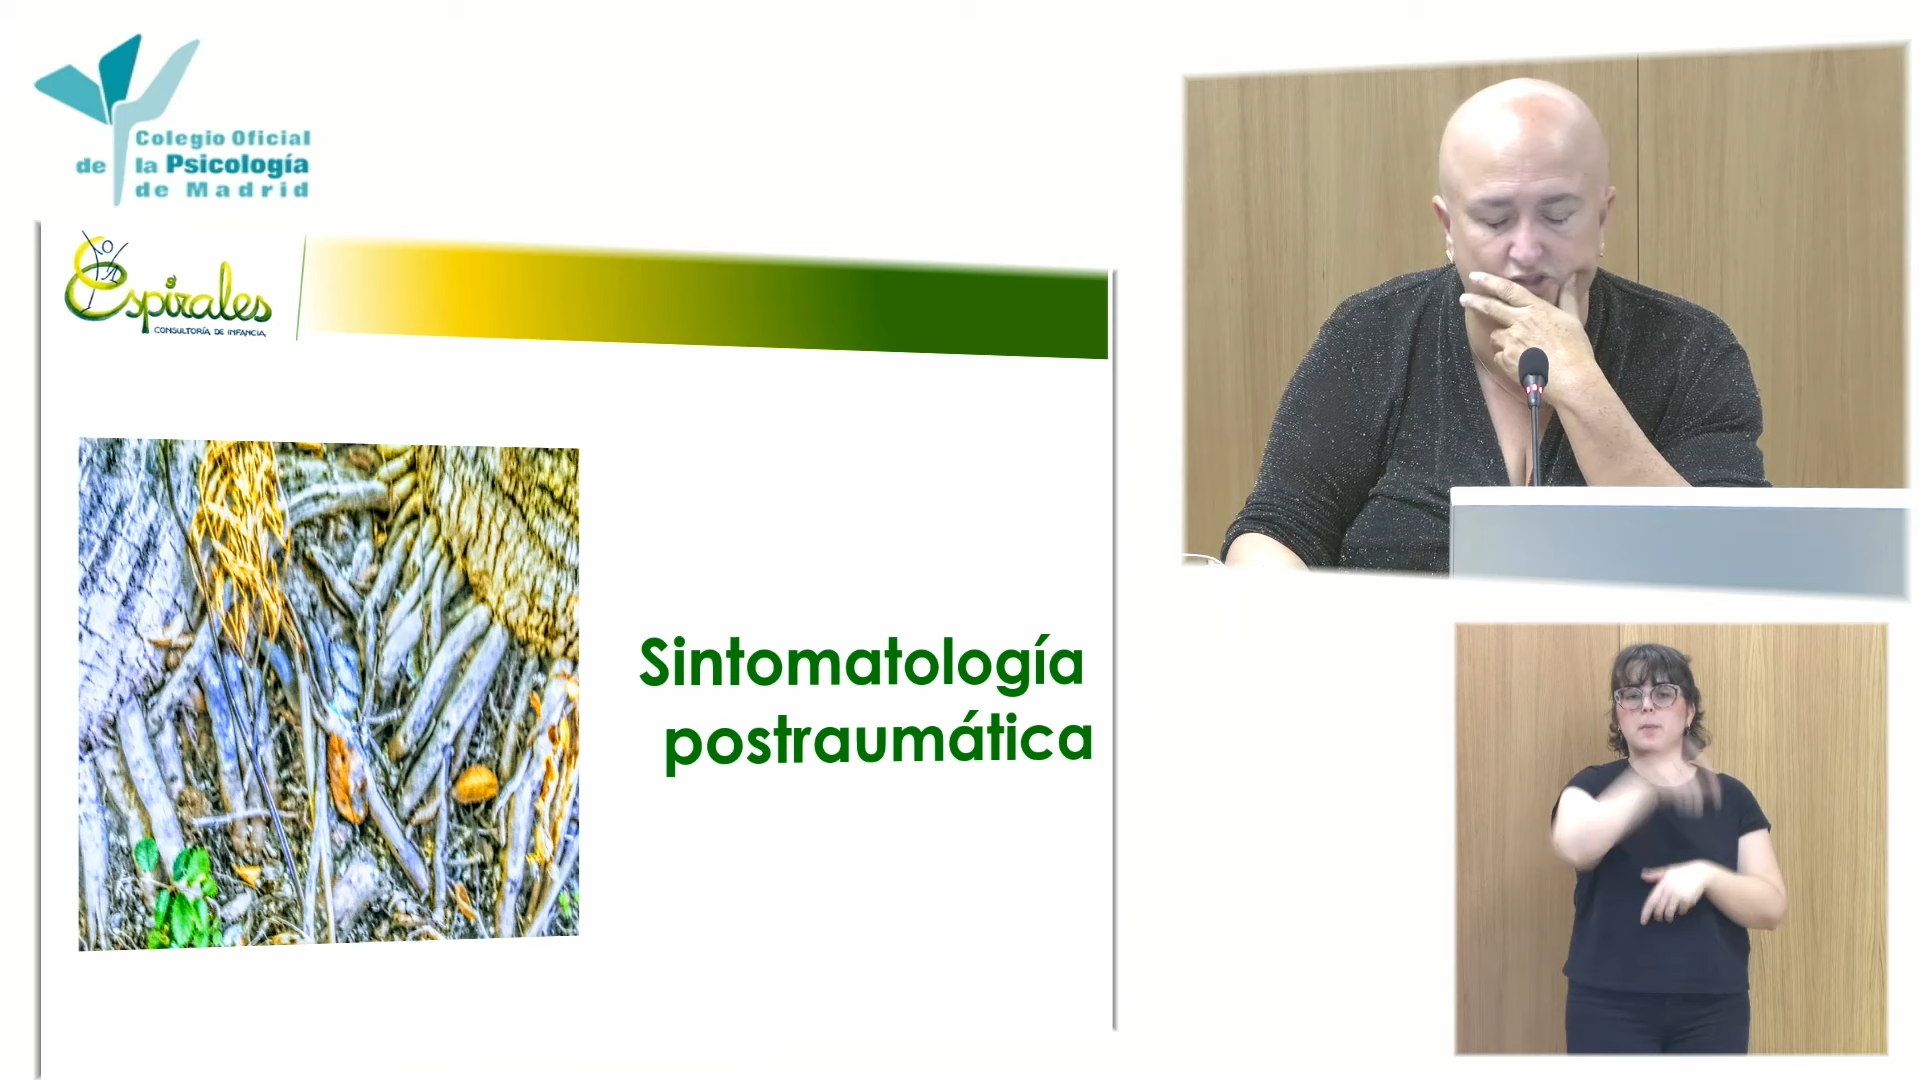 Colegio Oficial
de la Psicología
de Madrid
Espirales
CONSULTORÍA DE INFANCIA
Sintomatología
postraumática